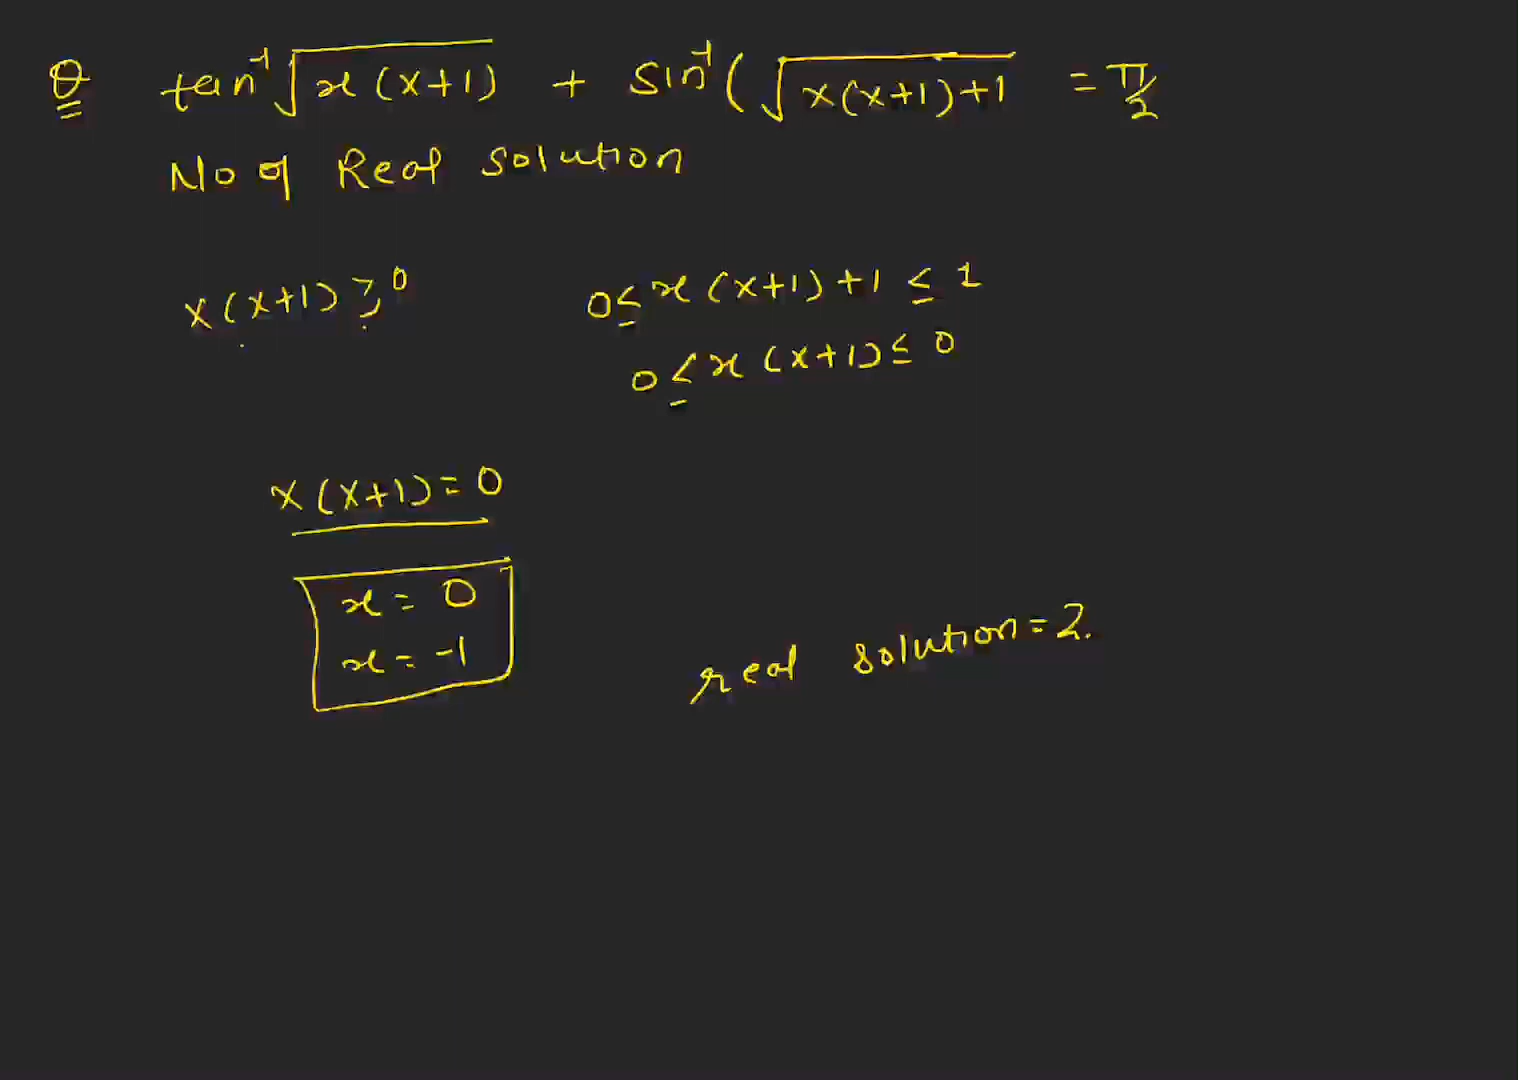 Q tan⁻¹√x(x+1) + sin⁻¹(√x(x+1)+1 = π/2
No of Real solution
x(x+1) ≥ 0
0 ≤ x(x+1)+1 ≤ 1
0 ≤ x(x+1) ≤ 0
x(x+1) = 0
x = 0
x = -1
real solution = 2.